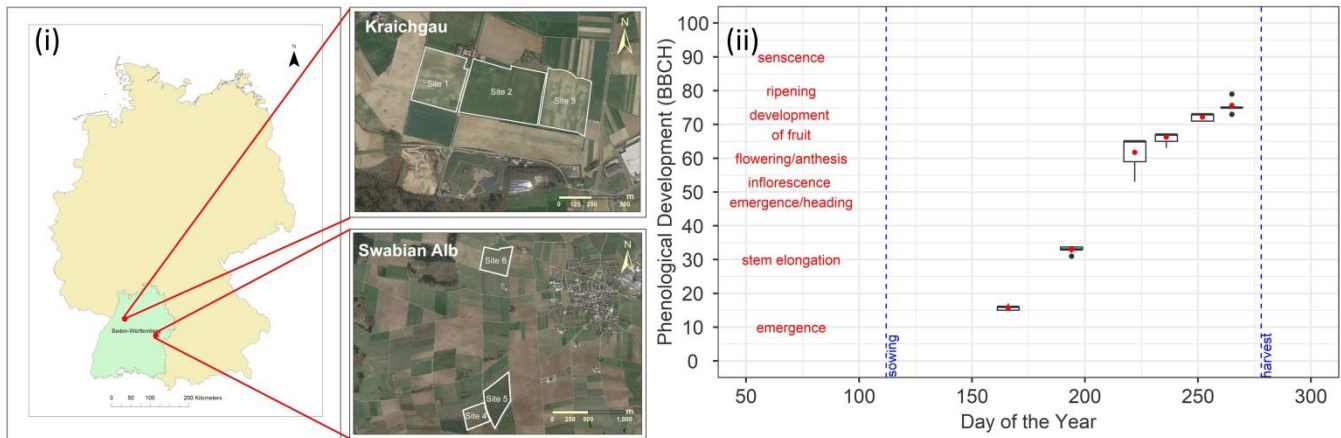 (i)
N
Baden-Württemberg
0 50 100 200 Kilometers
Kraichgau
N
Site 1
Site 2
Site 3
m
0 125 250 500
Swabian Alb
N
Site 6
Site 5
Site 4
m
0 250 500 1,000
(ii)
Phenological Development (BBCH)
100
90
80
70
60
50
40
30
20
10
0
senscence
ripening
development
of fruit
flowering/anthesis
inflorescence
emergence/heading
stem elongation
emergence
sowing
harvest
50 100 150 200 250 300
Day of the Year